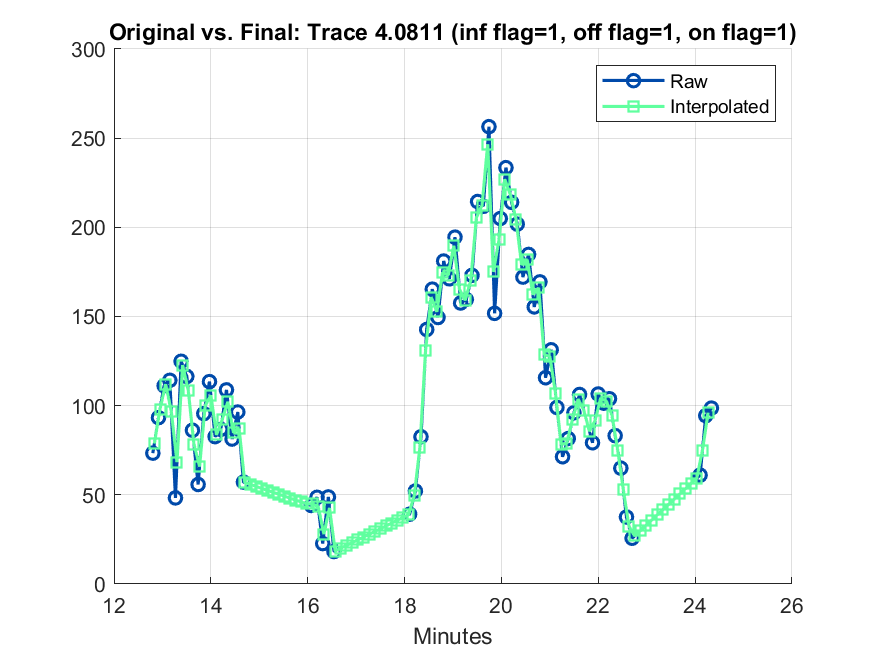 Original vs. Final: Trace 4.0811 (inf flag=1, off flag=1, on flag=1)
300
250
200
150
100
50
0
12 14 16 18 20 22 24 26
Minutes
Raw
Interpolated